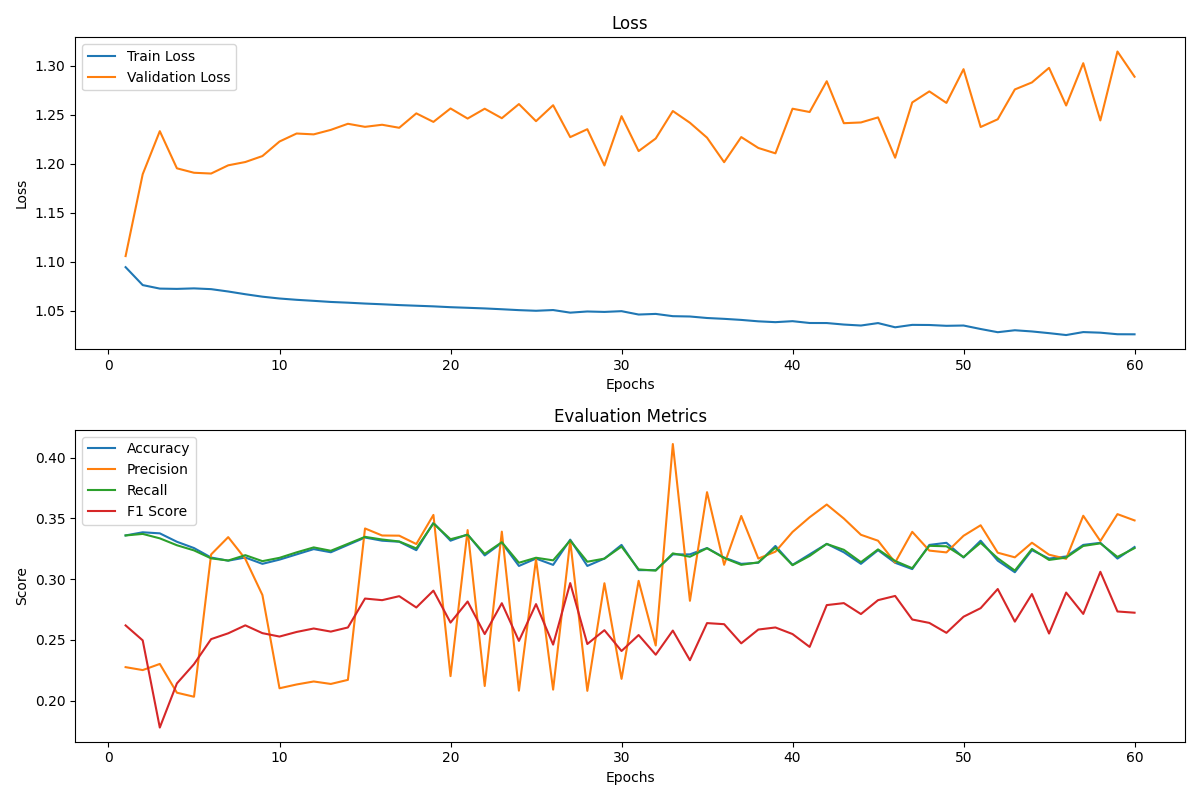 Loss
Train Loss
Validation Loss
1.30
1.25
1.20
1.15
1.10
1.05
Loss
0 10 20 30 40 50 60
Epochs
Evaluation Metrics
Accuracy
Precision
Recall
F1 Score
0.40
0.35
0.30
0.25
0.20
Score
0 10 20 30 40 50 60
Epochs